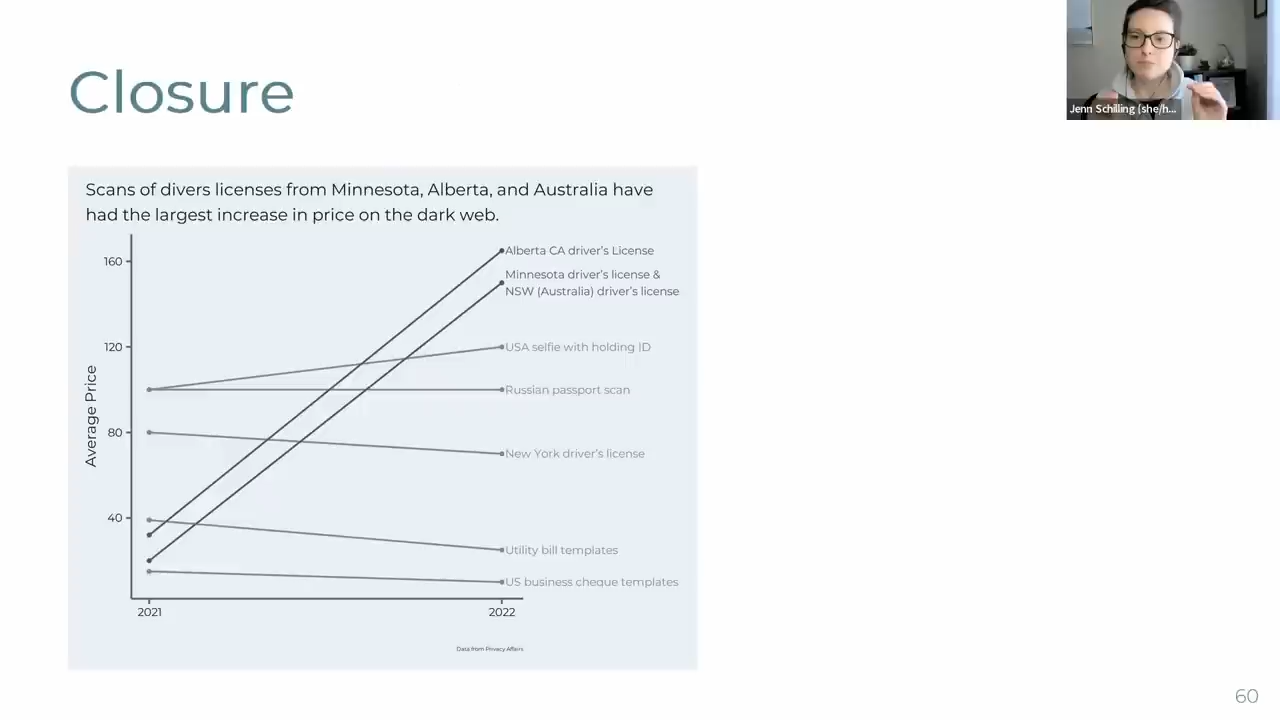 Closure
Jenn Schilling (she/h...
Scans of divers licenses from Minnesota, Alberta, and Australia have
had the largest increase in price on the dark web.
Average Price
160
120
80
40
2021
2022
Alberta CA driver's License
Minnesota driver's license &
NSW (Australia) driver's license
USA selfie with holding ID
Russian passport scan
New York driver's license
Utility bill templates
US business cheque templates
Data from Privacy Affairs
60